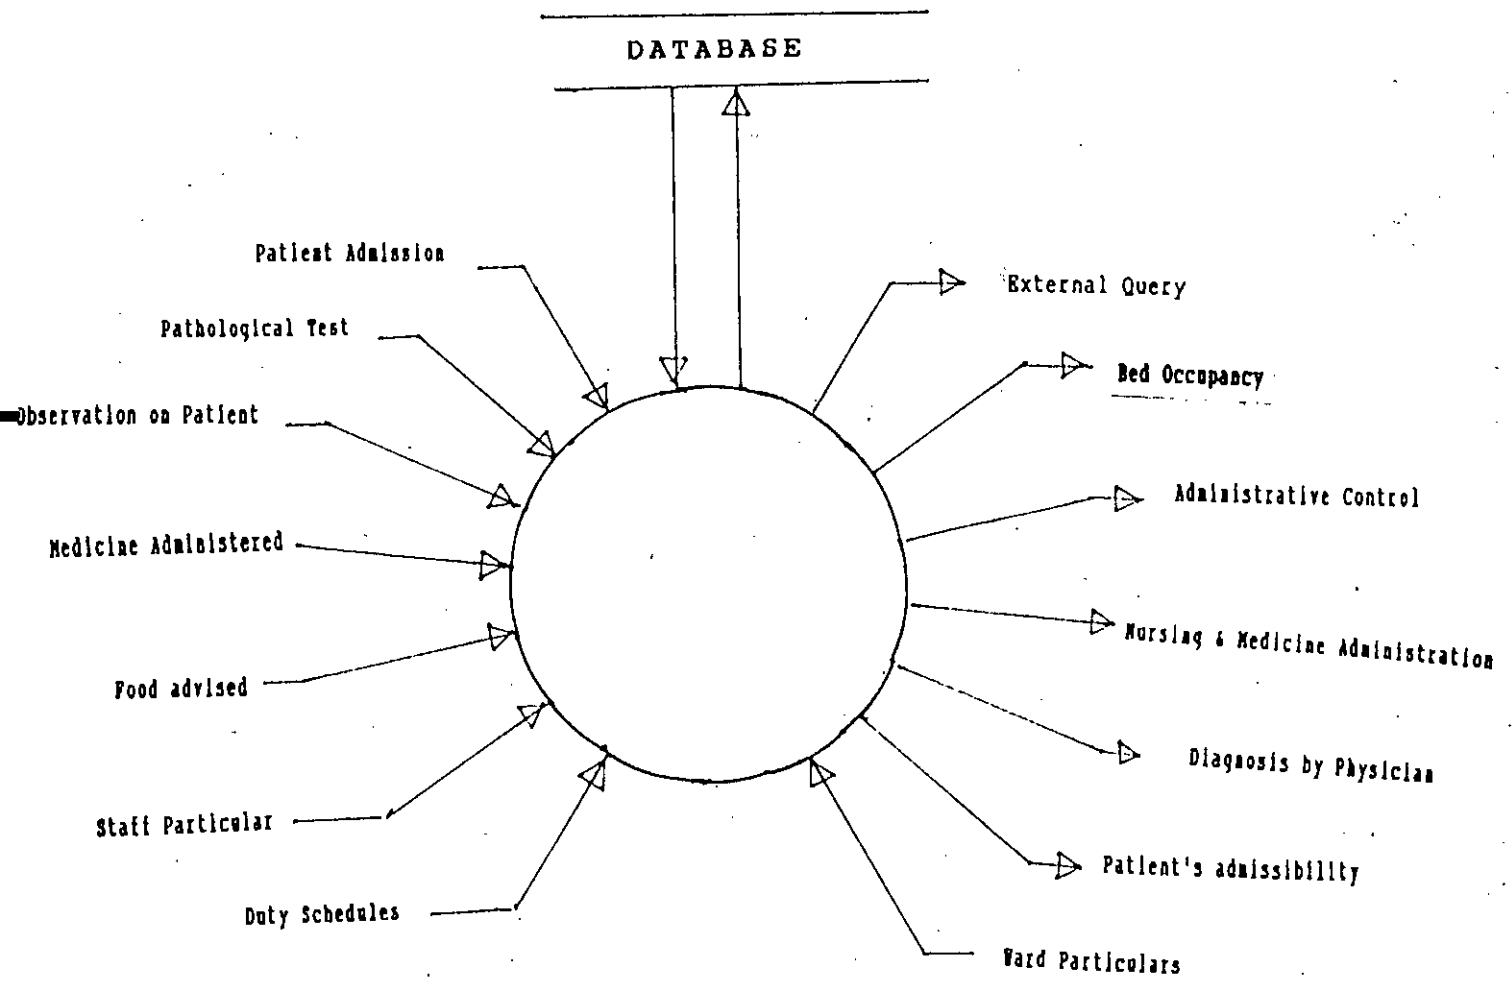 DATABASE
Patient Admission
External Query
Pathological Test
Bed Occupancy
Observation on Patient
Administrative Control
Medicine Administered
Nursing & Medicine Administration
Food advised
Diagnosis by Physician
Staff Particular
Patient's admissibility
Duty Schedules
Ward Particulars